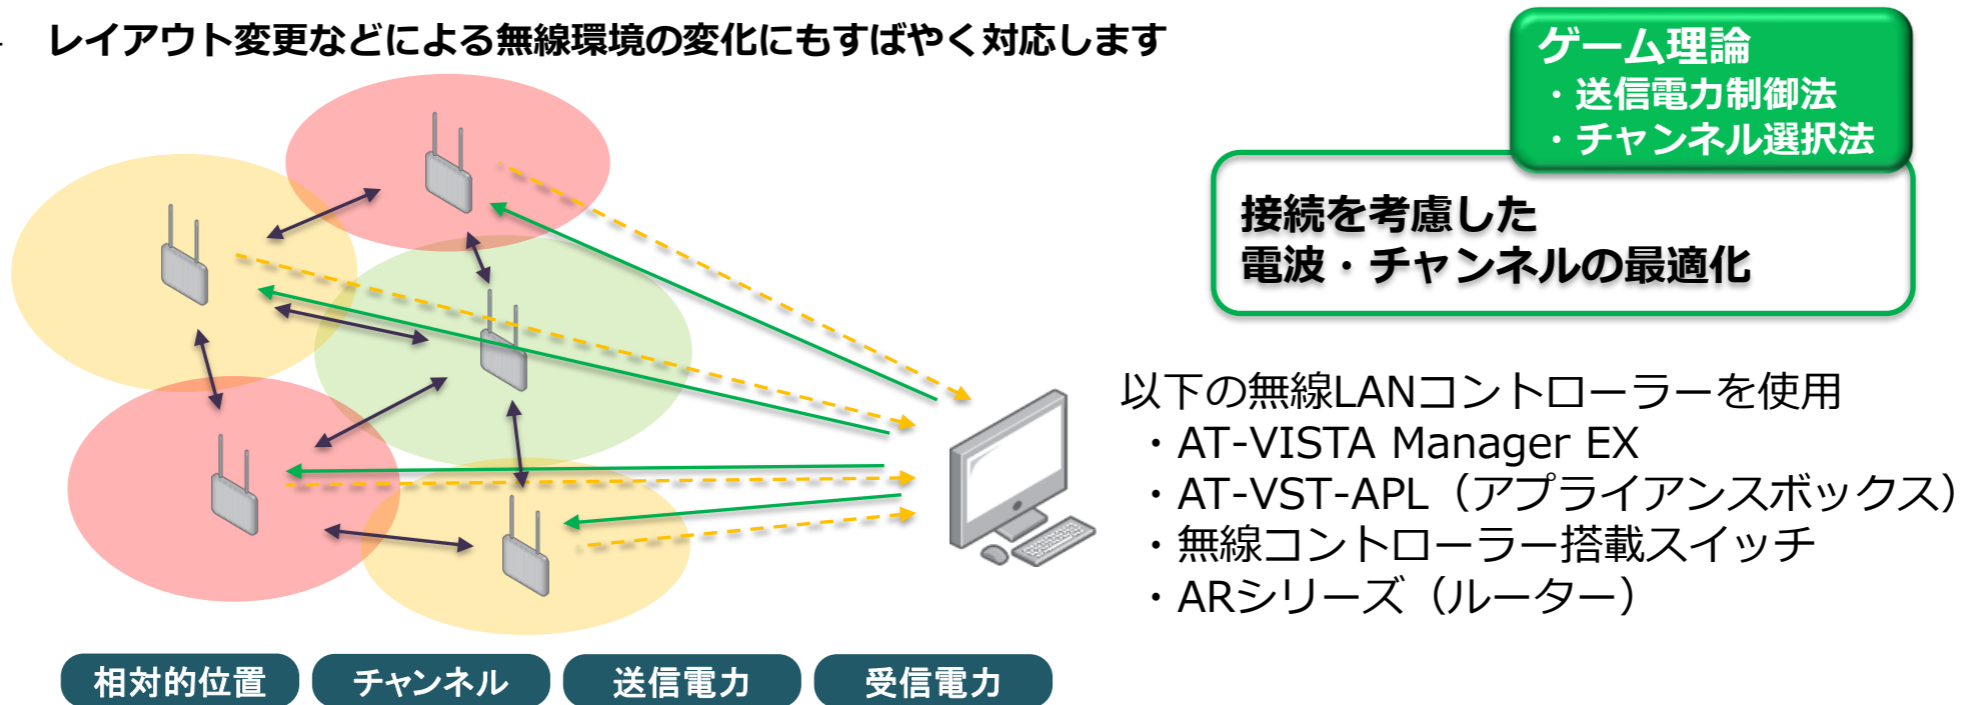 レイアウト変更などによる無線環境の変化にもすばやく対応します
ゲーム理論
・送信電力制御法
・チャンネル選択法
接続を考慮した
電波・チャンネルの最適化
以下の無線LANコントローラーを使用
・AT-VISTA Manager EX
・AT-VST-APL（アプライアンスボックス）
・無線コントローラー搭載スイッチ
・ARシリーズ（ルーター）
相対的位置
チャンネル
送信電力
受信電力